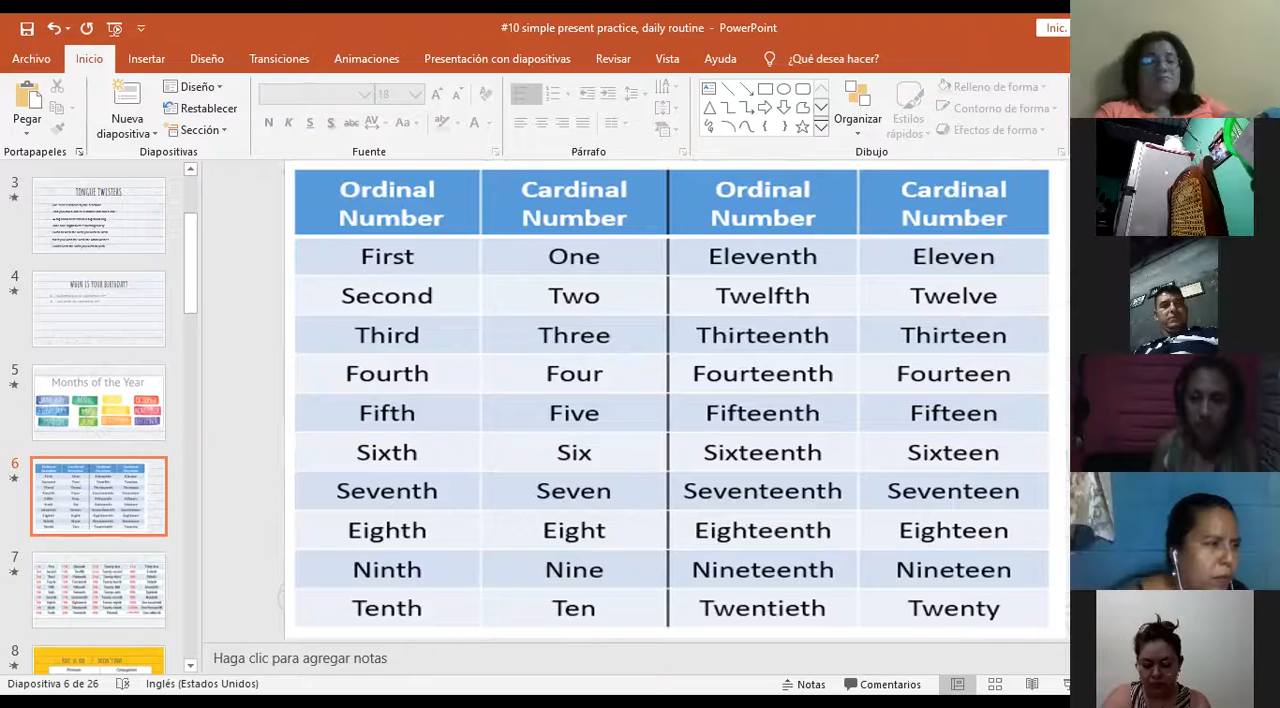 #10 simple present practice, daily routine - PowerPoint
Inic.
Archivo Inicio Insertar Diseño Transiciones Animaciones Presentación con diapositivas Revisar Vista Ayuda ¿Qué desea hacer?
Pegar
Nueva diapositiva
Diseño
Restablecer
Sección
18
N K S S abc AV Aa A
Organizar
Estilos rápidos
Relleno de forma
Contorno de forma
Efectos de forma
Portapapeles Diapositivas Fuente Párrafo Dibujo
3
TONGUE TWISTERS
4
WHEN IS YOUR BIRTHDAY?
5
Months of the Year
6
7
8
Ordinal Number Cardinal Number Ordinal Number Cardinal Number
First One Eleventh Eleven
Second Two Twelfth Twelve
Third Three Thirteenth Thirteen
Fourth Four Fourteenth Fourteen
Fifth Five Fifteenth Fifteen
Sixth Six Sixteenth Sixteen
Seventh Seven Seventeenth Seventeen
Eighth Eight Eighteenth Eighteen
Ninth Nine Nineteenth Nineteen
Tenth Ten Twentieth Twenty
Haga clic para agregar notas
Diapositiva 6 de 26 Inglés (Estados Unidos) Notas Comentarios